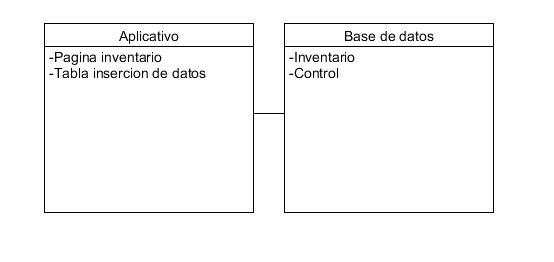 Aplicativo
-Pagina inventario
-Tabla insercion de datos
Base de datos
-Inventario
-Control